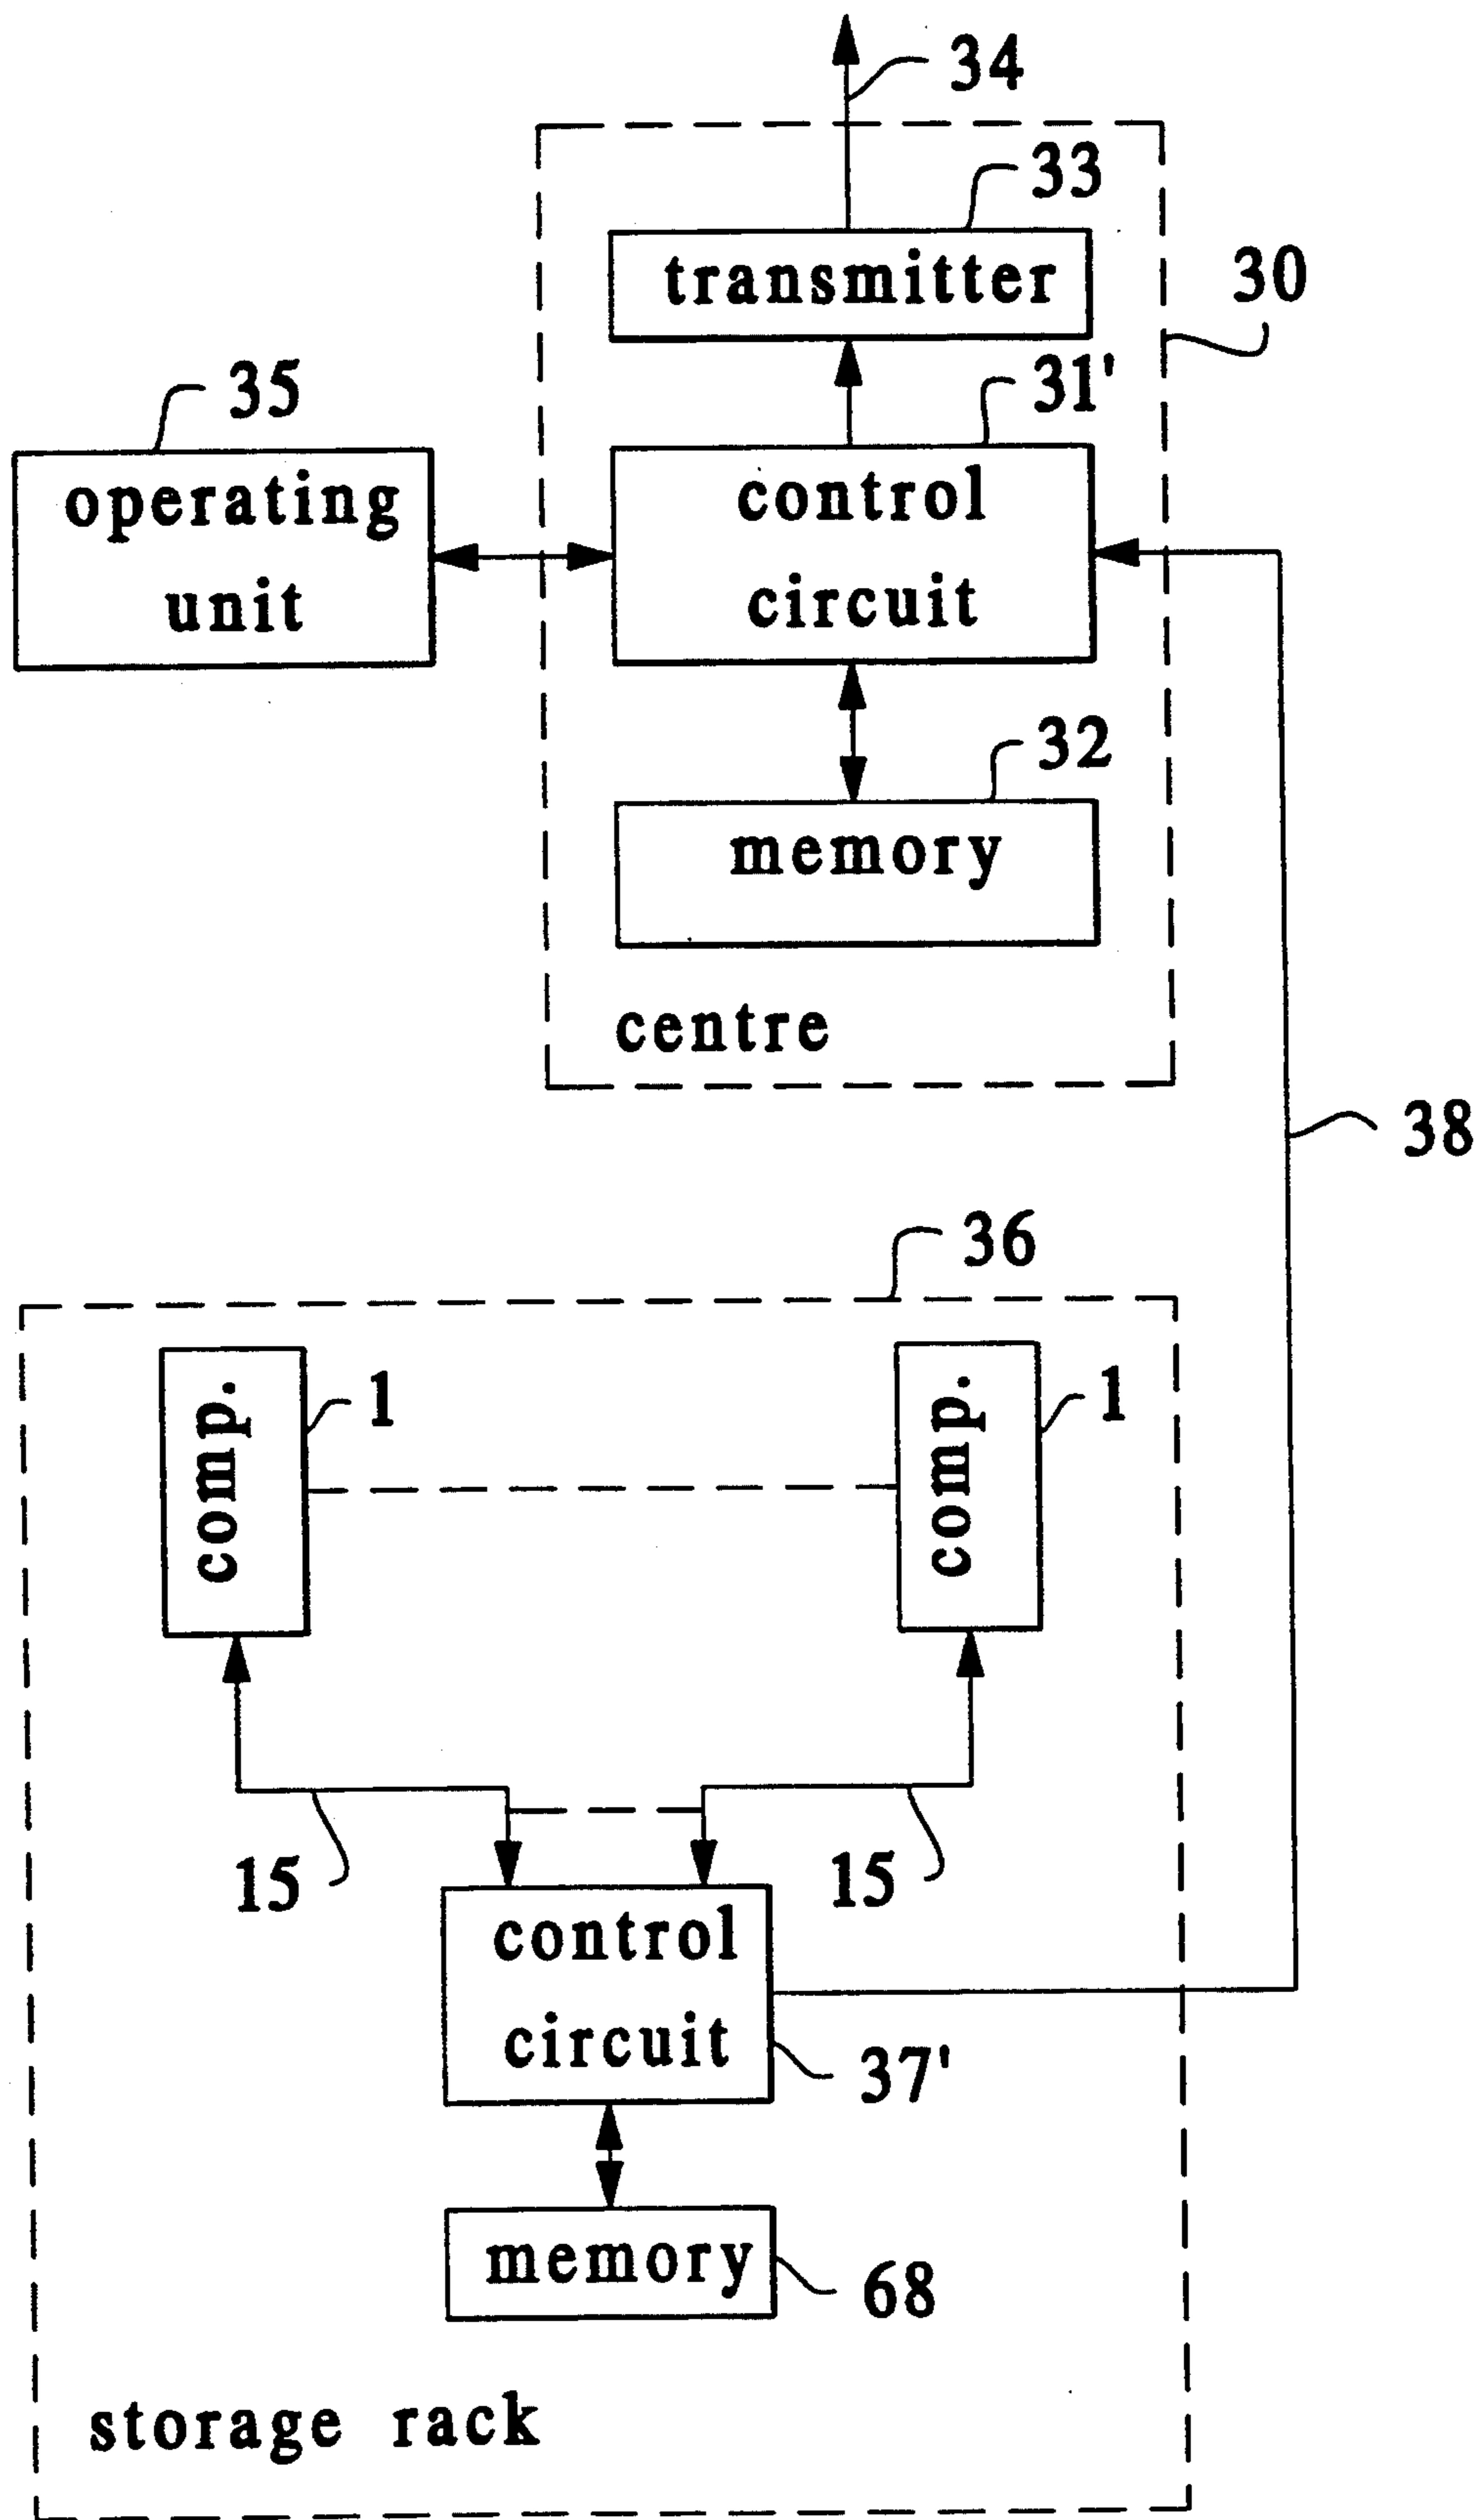 34
33
transmitter
30
31'
35
operating
unit
control
circuit
32
memory
centre
38
36
comp.
1
comp.
1
15
15
control
circuit
37'
memory
68
storage rack